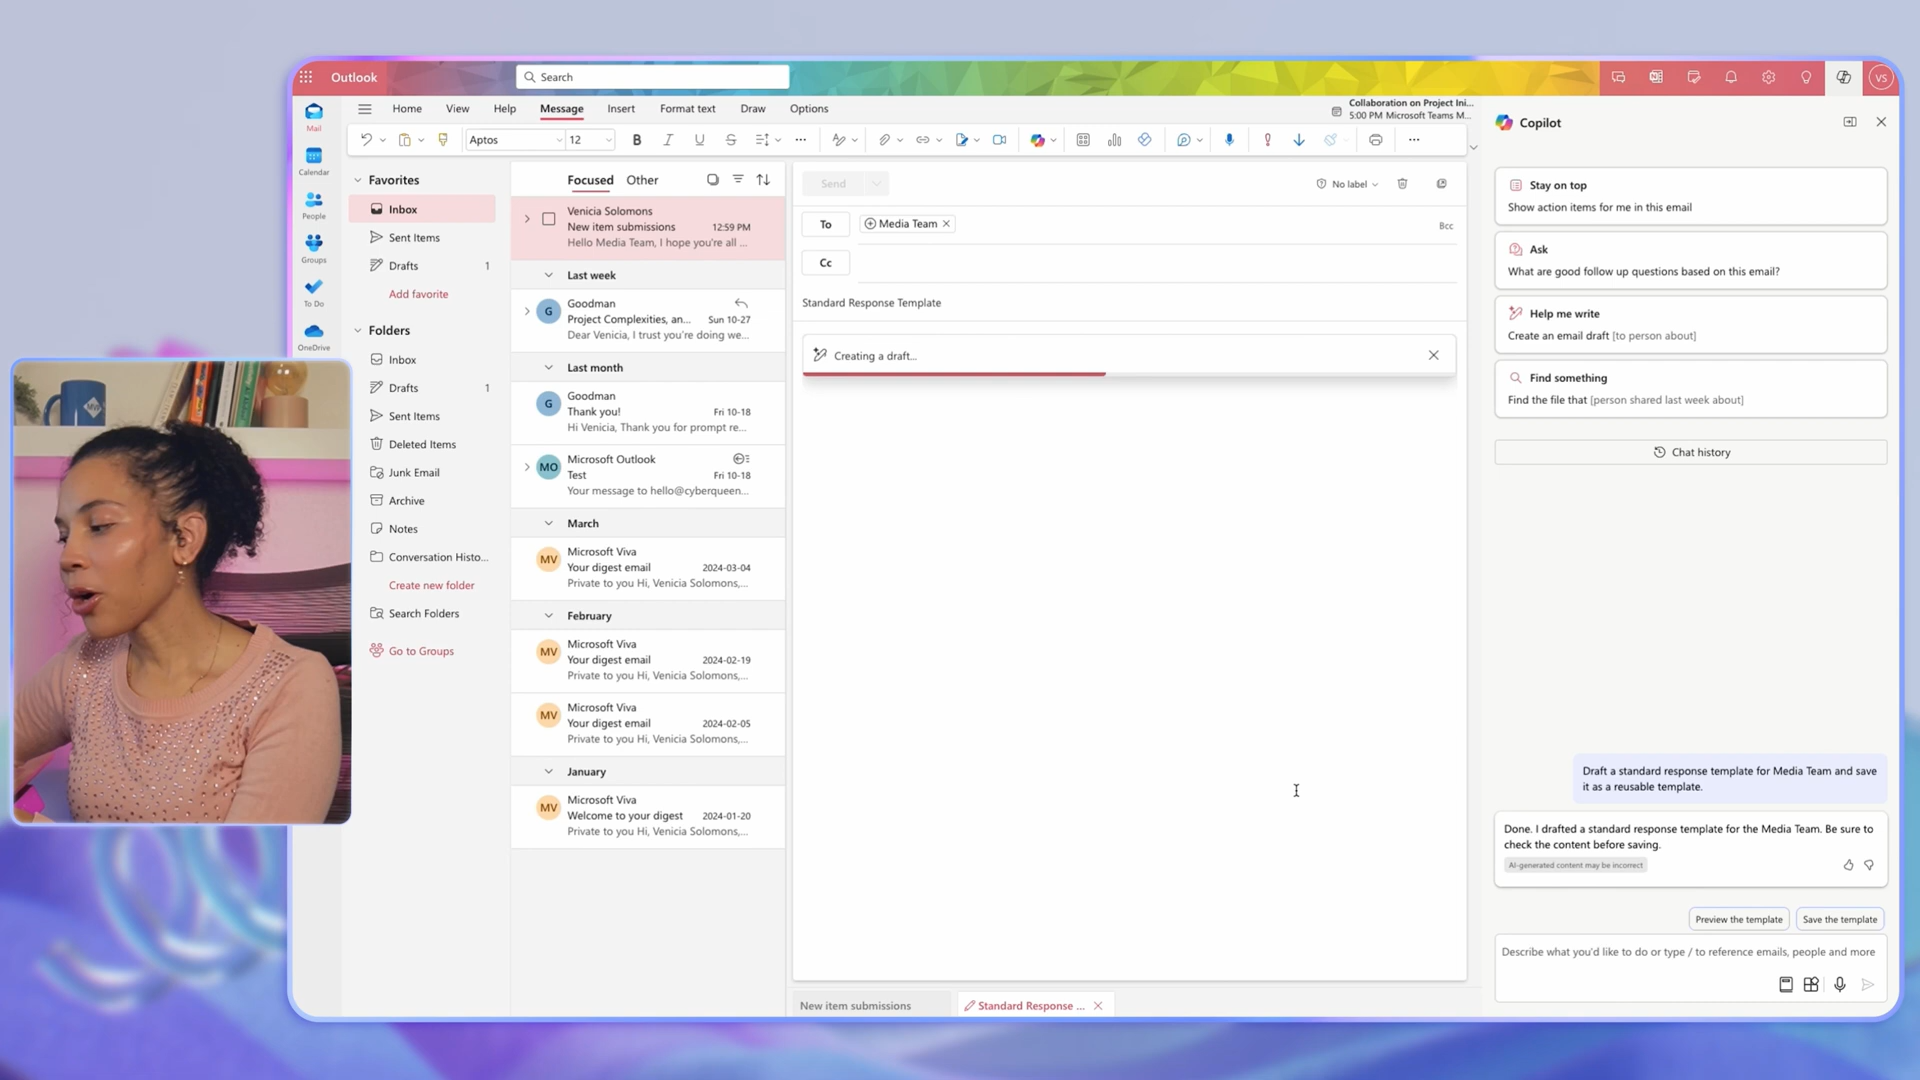 Outlook
Search
VS
Home
View
Help
Message
Insert
Format text
Draw
Options
Collaboration on Project Ini...
5:00 PM Microsoft Teams M...
Aptos
12
Mail
Calendar
People
Groups
To Do
OneDrive
Favorites
Inbox
Sent Items
Drafts 1
Add favorite
Folders
Inbox
Drafts 1
Sent Items
Deleted Items
Junk Email
Archive
Notes
Conversation Histo...
Create new folder
Search Folders
Go to Groups
Focused
Other
Venicia Solomons
New item submissions 12:59 PM
Hello Media Team, I hope you're all ...
Last week
G
Goodman
Project Complexities, an... Sun 10-27
Dear Venicia, I trust you're doing we...
Last month
G
Goodman
Thank you! Fri 10-18
Hi Venicia, Thank you for prompt re...
MO
Microsoft Outlook
Test Fri 10-18
Your message to hello@cyberqueen...
March
MV
Microsoft Viva
Your digest email 2024-03-04
Private to you Hi, Venicia Solomons,...
February
MV
Microsoft Viva
Your digest email 2024-02-19
Private to you Hi, Venicia Solomons,...
MV
Microsoft Viva
Your digest email 2024-02-05
Private to you Hi, Venicia Solomons,...
January
MV
Microsoft Viva
Welcome to your digest 2024-01-20
Private to you Hi, Venicia Solomons,...
Send
No label
To
Media Team
Bcc
Cc
Standard Response Template
Creating a draft...
New item submissions
Standard Response ...
Copilot
Stay on top
Show action items for me in this email
Ask
What are good follow up questions based on this email?
Help me write
Create an email draft [to person about]
Find something
Find the file that [person shared last week about]
Chat history
Draft a standard response template for Media Team and save
it as a reusable template.
Done. I drafted a standard response template for the Media Team. Be sure to
check the content before saving.
AI-generated content may be incorrect
Preview the template
Save the template
Describe what you'd like to do or type / to reference emails, people and more